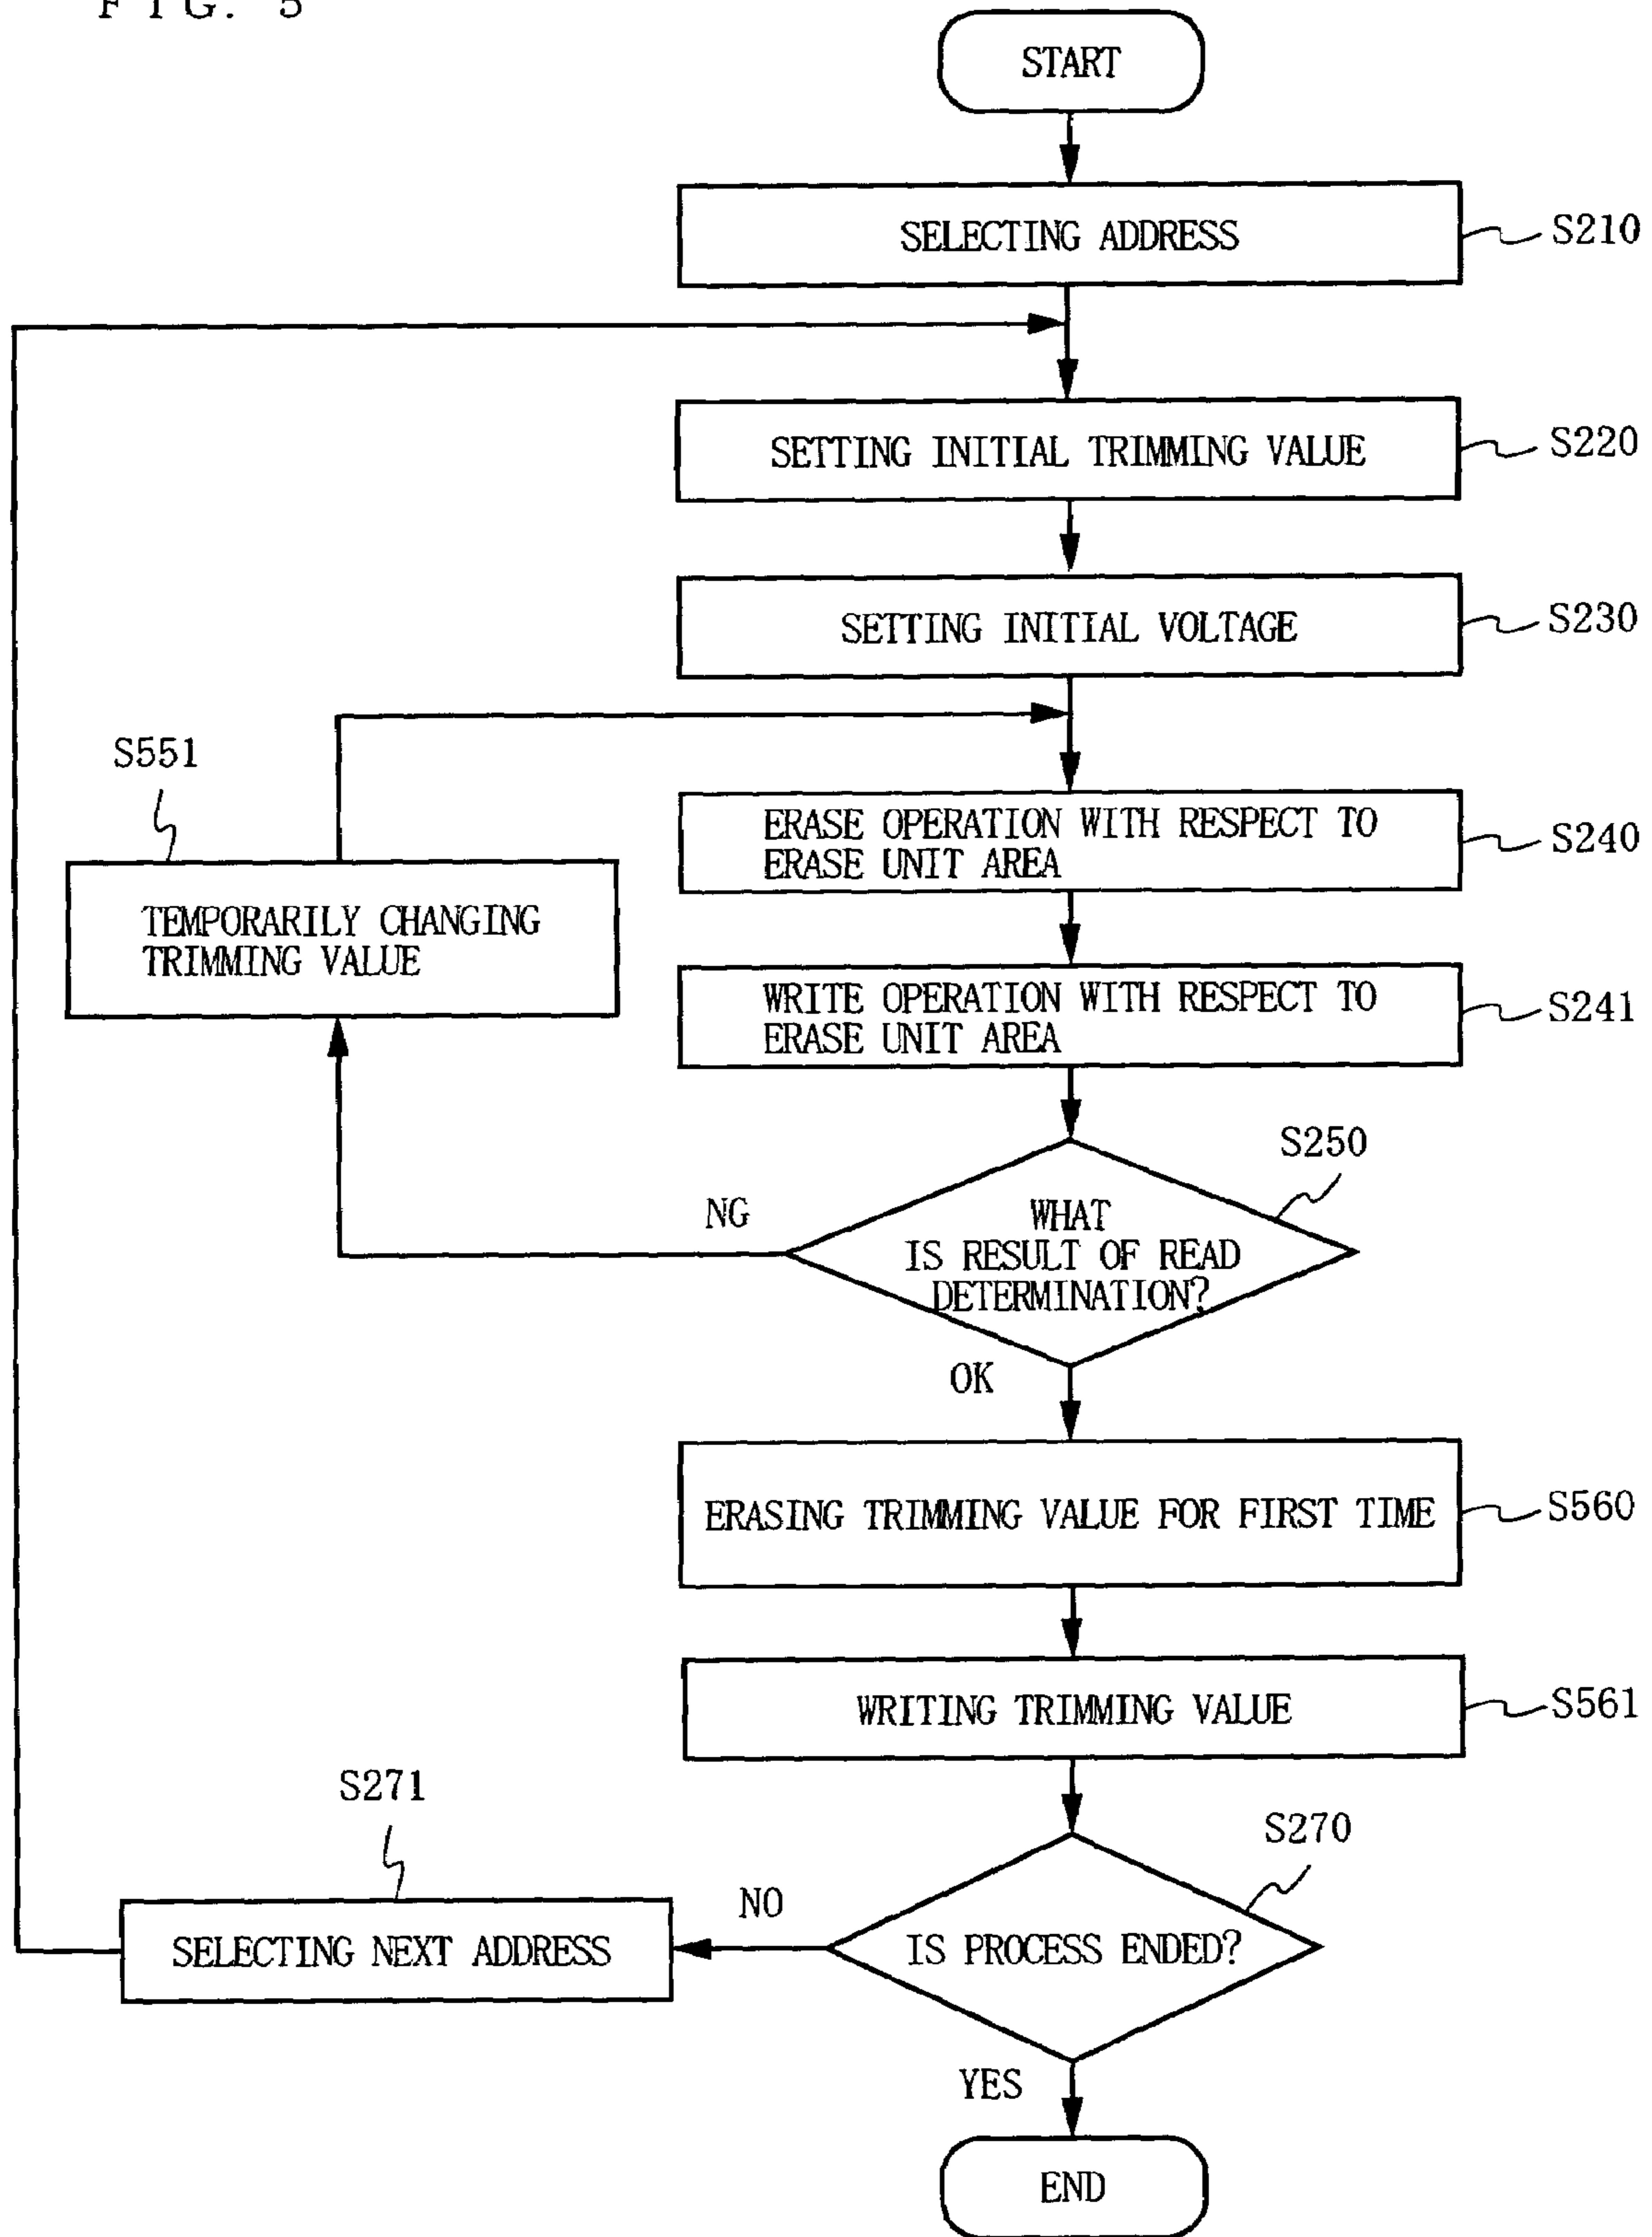 FIG. 5
START
SELECTING ADDRESS
S210
SETTING INITIAL TRIMMING VALUE
S220
SETTING INITIAL VOLTAGE
S230
S551
TEMPORARILY CHANGING
TRIMMING VALUE
ERASE OPERATION WITH RESPECT TO
ERASE UNIT AREA
S240
WRITE OPERATION WITH RESPECT TO
ERASE UNIT AREA
S241
S250
NG
WHAT
IS RESULT OF READ
DETERMINATION?
OK
ERASING TRIMMING VALUE FOR FIRST TIME
S560
WRITING TRIMMING VALUE
S561
S271
S270
NO
SELECTING NEXT ADDRESS
IS PROCESS ENDED?
YES
END